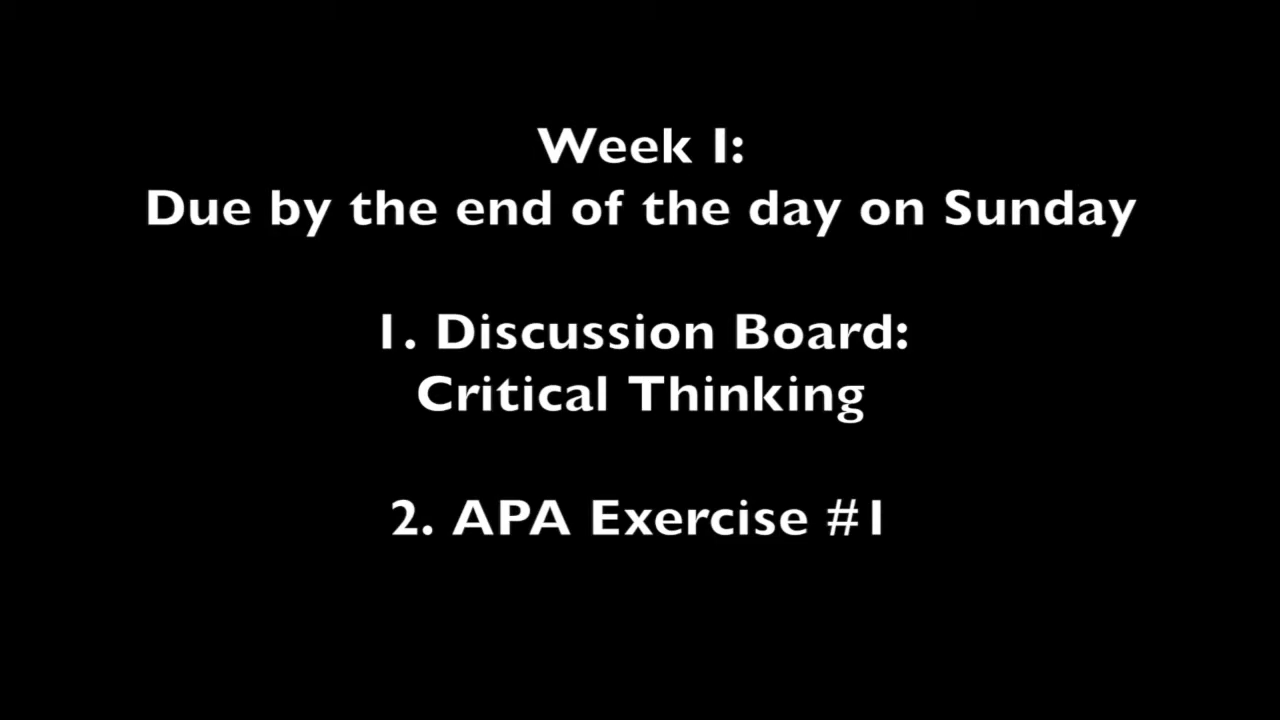 Week 1:
Due by the end of the day on Sunday
1. Discussion Board:
Critical Thinking
2. APA Exercise #1